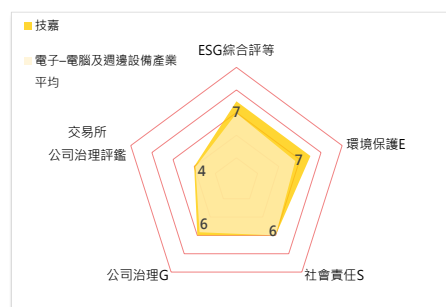 技嘉
電子–電腦及週邊設備產業
平均
ESG綜合評等
7
環境保護E
7
社會責任S
6
公司治理G
6
交易所
公司治理評鑑
4